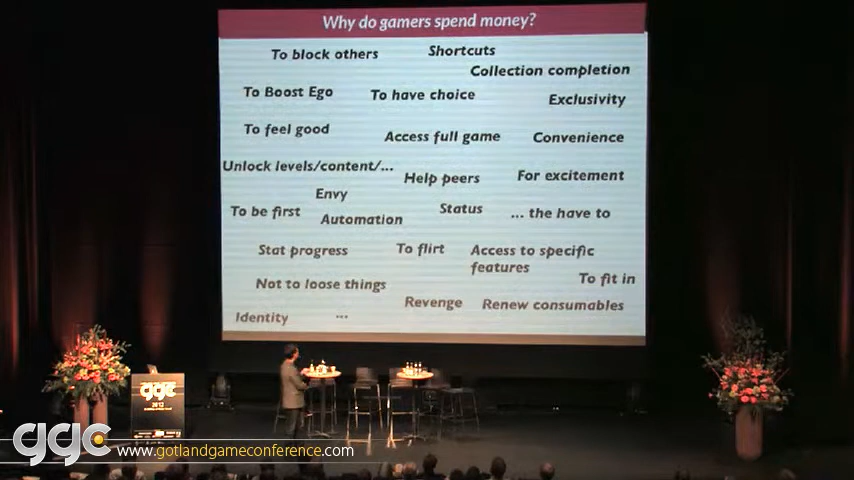 Why do gamers spend money?
To block others
Shortcuts
Collection completion
To Boost Ego
To have choice
Exclusivity
To feel good
Access full game
Convenience
Unlock levels/content/...
Help peers
For excitement
Envy
To be first
Automation
Status
... the have to
Stat progress
To flirt
Access to specific
features
To fit in
Not to loose things
Revenge
Renew consumables
Identity
...
ggc
2012
ggc
www.gotlandgameconference.com